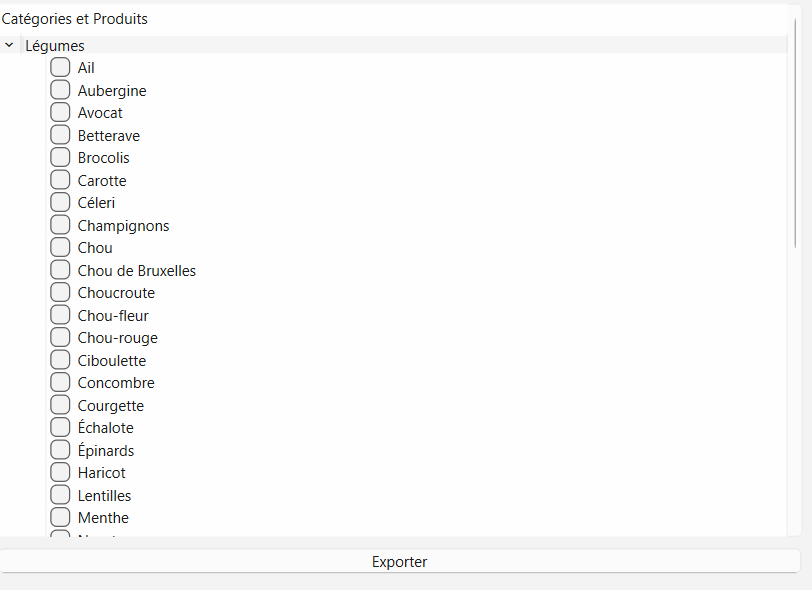 Catégories et Produits
Légumes
Ail
Aubergine
Avocat
Betterave
Brocolis
Carotte
Céleri
Champignons
Chou
Chou de Bruxelles
Choucroute
Chou-fleur
Chou-rouge
Ciboulette
Concombre
Courgette
Échalote
Épinards
Haricot
Lentilles
Menthe
Exporter